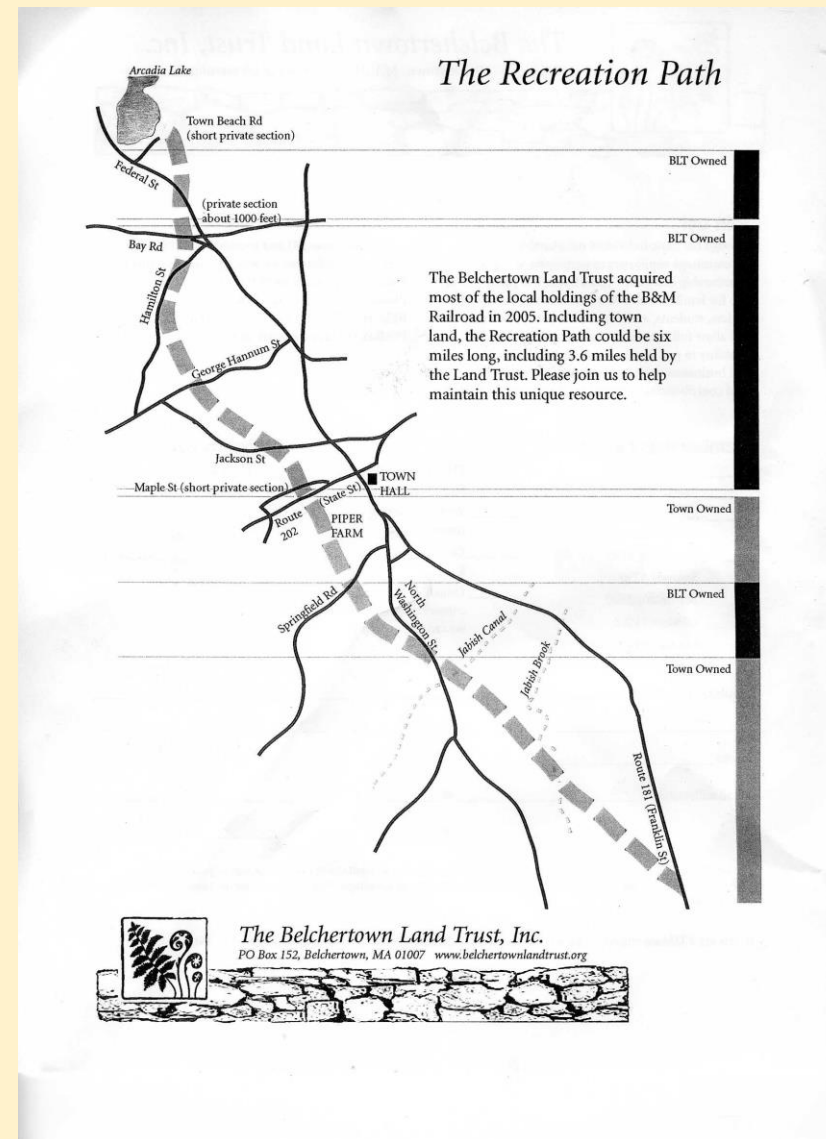 The Recreation Path
Arcadia Lake
Town Beach Rd
(short private section)
BLT Owned
Federal St
(private section
about 1000 feet)
Bay Rd
BLT Owned
Hamilton St
The Belchertown Land Trust acquired
most of the local holdings of the B&M
Railroad in 2005. Including town
land, the Recreation Path could be six
miles long, including 3.6 miles held by
the Land Trust. Please join us to help
maintain this unique resource.
George Hannum St
Jackson St
TOWN
HALL
Maple St (short private section)
(State St)
Route
202
PIPER
FARM
Town Owned
Springfield Rd
North
Washington St
BLT Owned
Jabish Canal
Jabish Brook
Town Owned
Route 181 (Franklin St)
The Belchertown Land Trust, Inc.
PO Box 152, Belchertown, MA 01007 www.belchertownlandtrust.org